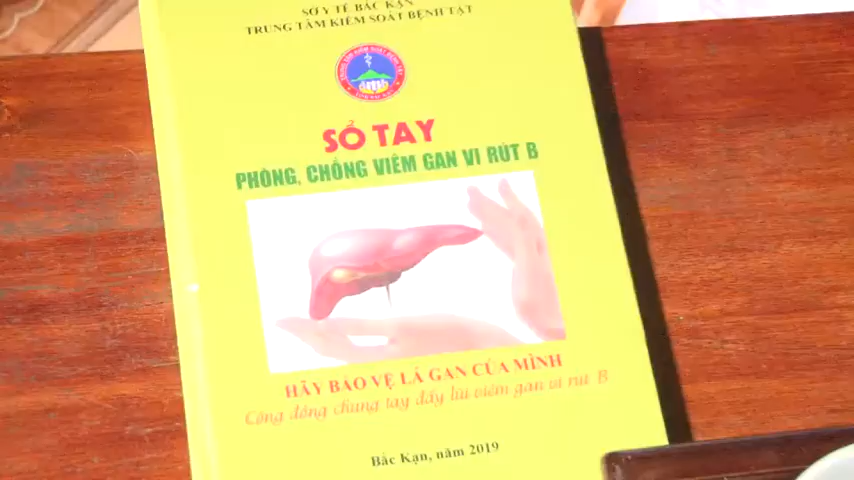 SỞ Y TẾ BẮC KẠN
TRUNG TÂM KIỂM SOÁT BỆNH TẬT
SỔ TAY
PHÒNG, CHỐNG VIÊM GAN VI RÚT B
HÃY BẢO VỆ LÁ GAN CỦA MÌNH
Cộng đồng chung tay đẩy lùi viêm gan vi rút B
Bắc Kạn, năm 2019